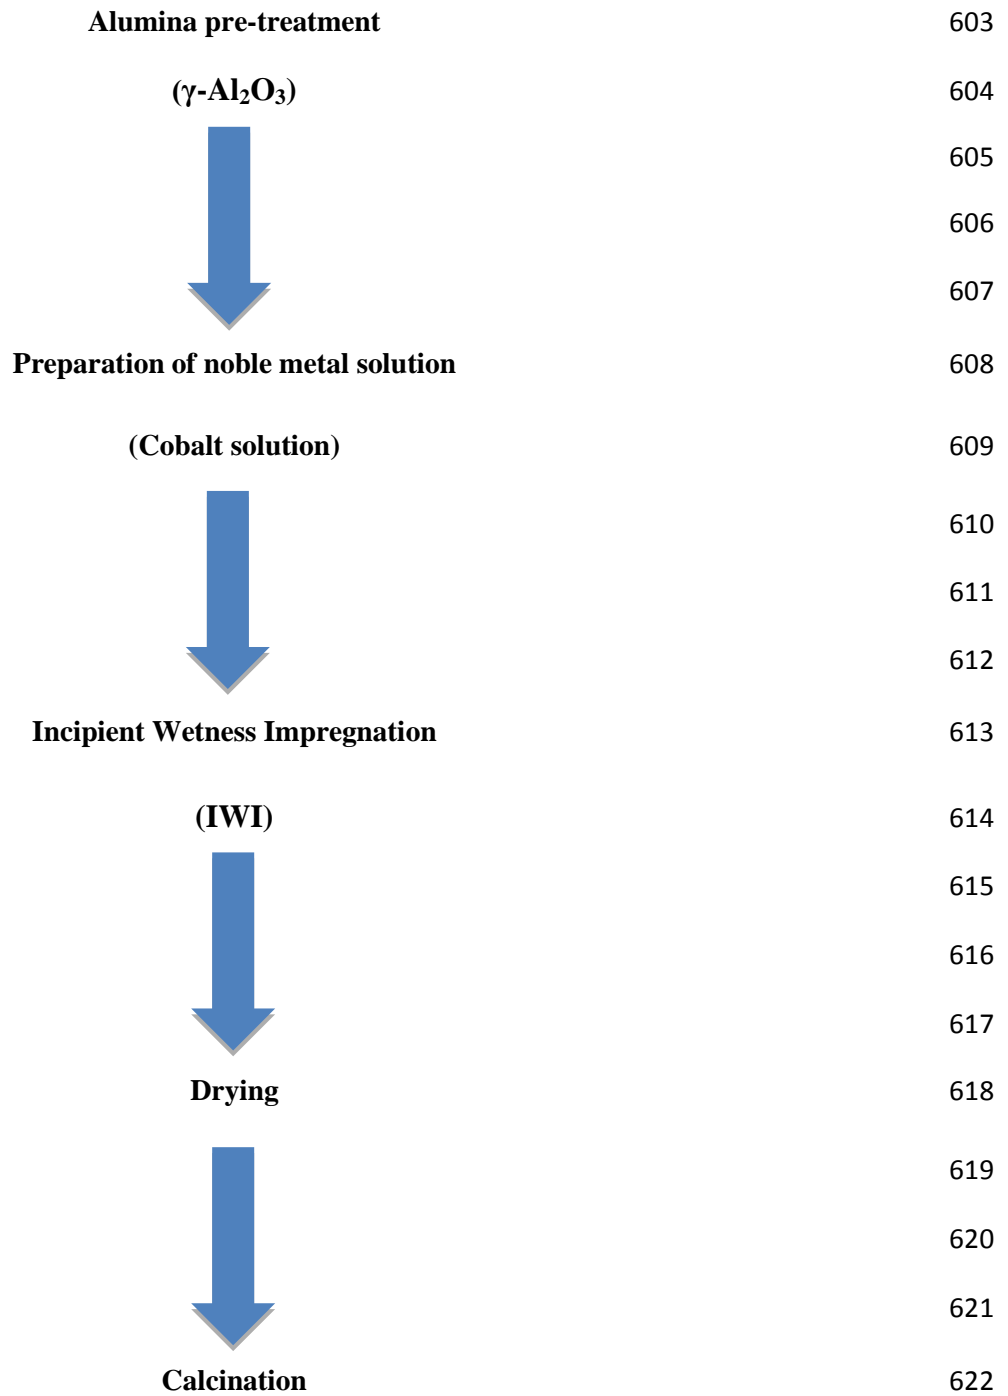 Alumina pre-treatment 603
(γ-Al₂O₃) 604
605
606
607
Preparation of noble metal solution 608
(Cobalt solution) 609
610
611
612
Incipient Wetness Impregnation 613
(IWI) 614
615
616
617
Drying 618
619
620
621
Calcination 622